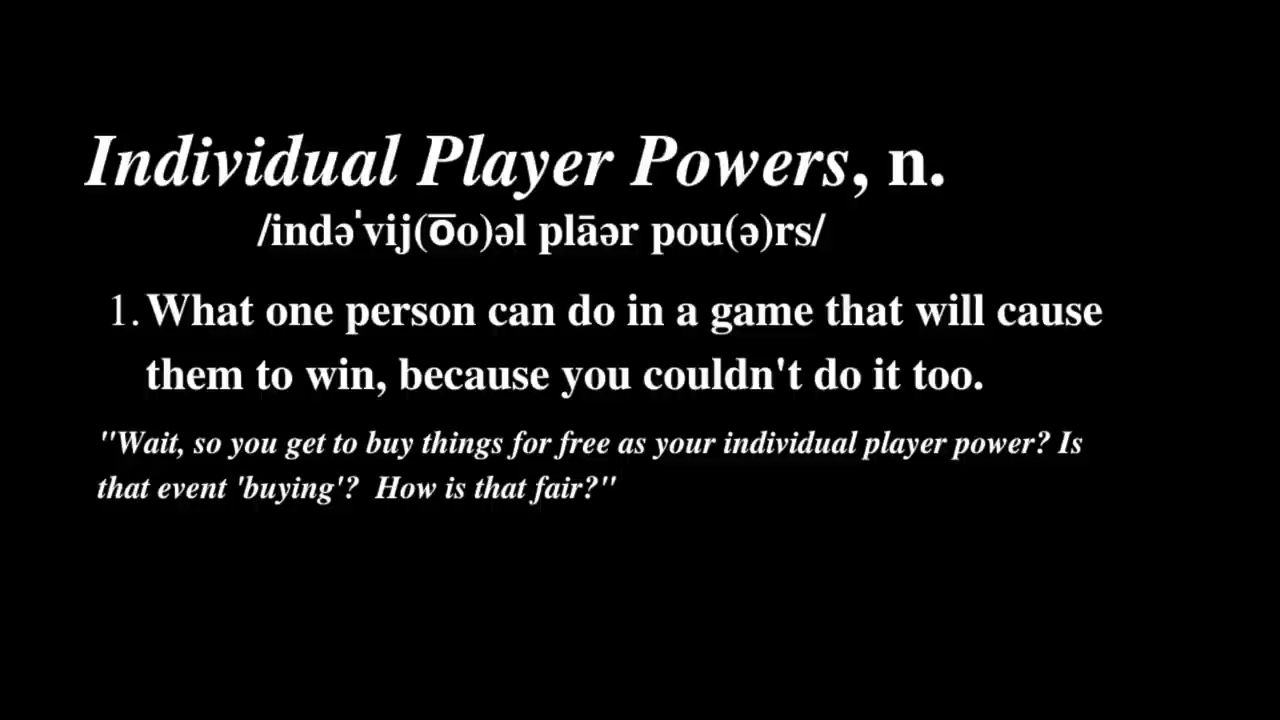 Individual Player Powers, n.
/indəˈvij(o͞o)əl plāər pou(ə)rs/
1. What one person can do in a game that will cause
them to win, because you couldn't do it too.
"Wait, so you get to buy things for free as your individual player power? Is
that event 'buying'?  How is that fair?"